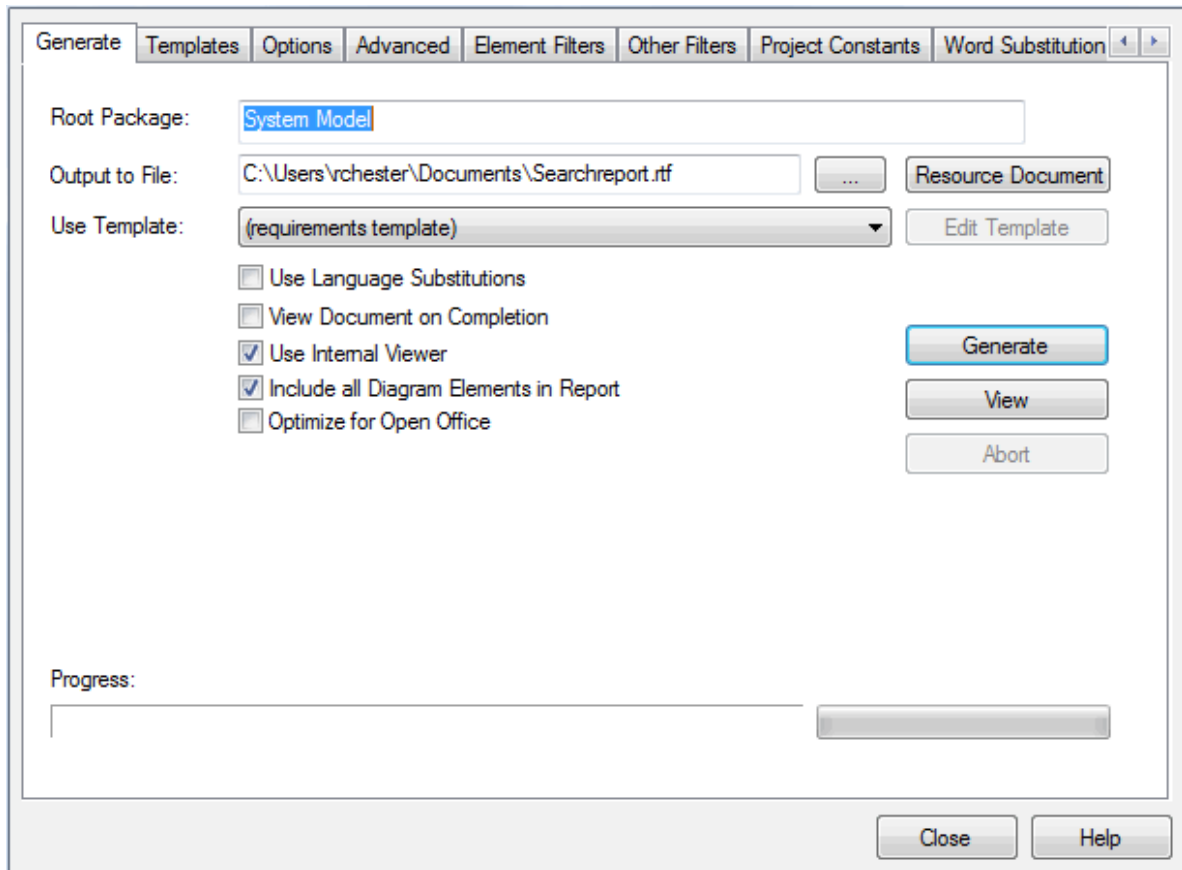 Generate Templates Options Advanced Element Filters Other Filters Project Constants Word Substitution
Root Package: System Model
Output to File: C:\Users\rchester\Documents\Searchreport.rtf ... Resource Document
Use Template: (requirements template) Edit Template
Use Language Substitutions
View Document on Completion
Use Internal Viewer Generate
Include all Diagram Elements in Report
View
Optimize for Open Office
Abort
Progress:
Close Help